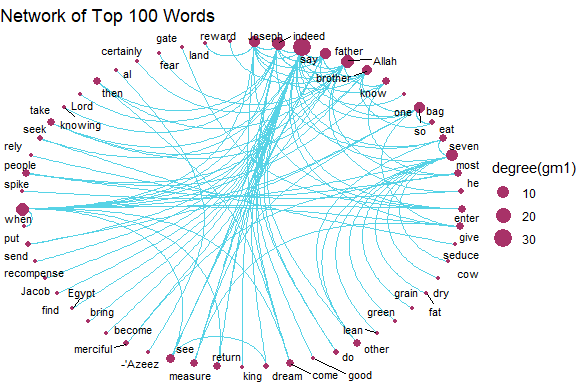 Network of Top 100 Words
reward
Joseph
indeed
gate
certainly
land
say
father
Allah
fear
brother
al
know
then
Lord
one
bag
take
knowing
so
seek
eat
rely
seven
people
most
spike
he
when
enter
put
give
send
seduce
recompense
cow
Jacob
Egypt
grain
dry
find
fat
bring
green
become
lean
merciful
see
other
-'Azeez
return
do
measure
king
dream
come
good
degree(gm1)
10
20
30